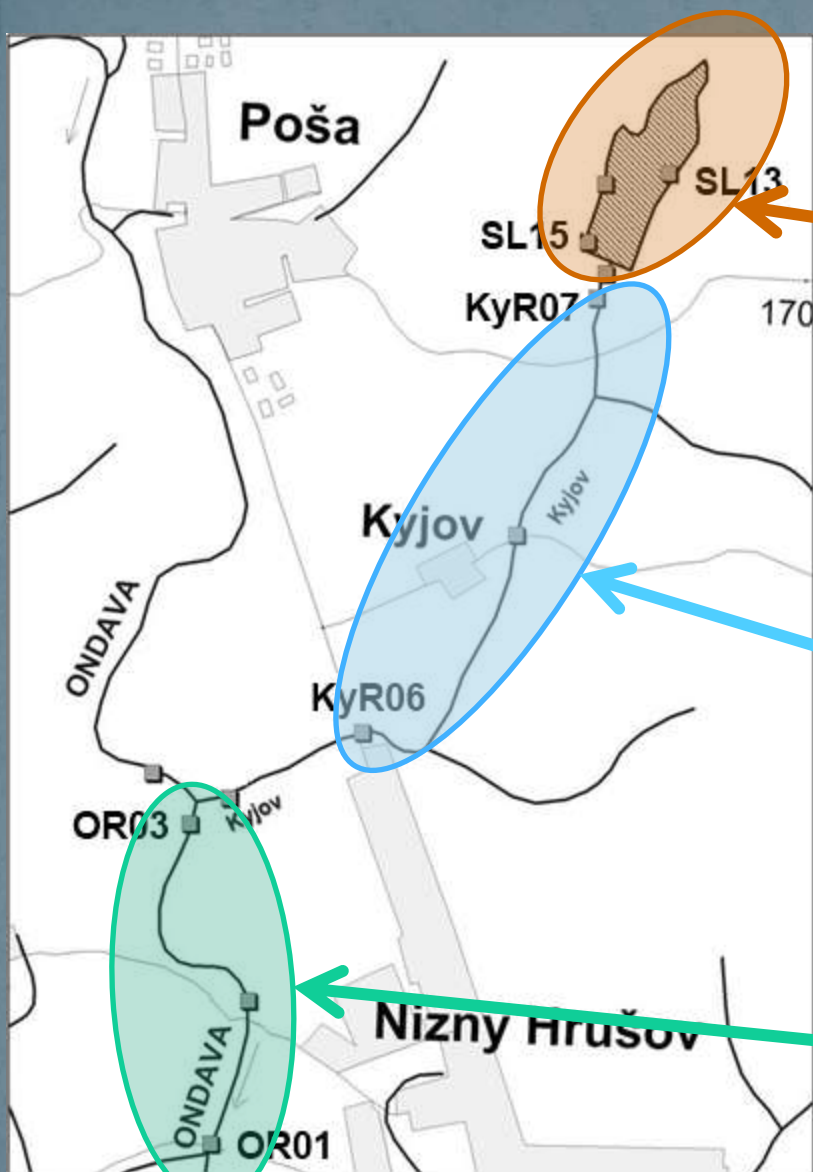 Poša
SL13
SL15
KyR07
170
Kyjov
Kyjov
ONDAVA
KyR06
Kyjov
OR03
Nizny Hrušov
ONDAVA
OR01